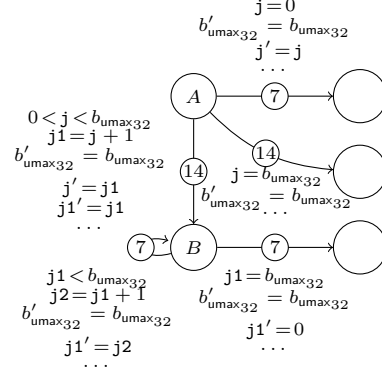 j=0
b′umax32 = bumax32
j′=j
...
A
7
0<j<bumax32
j1=j+1
b′umax32 = bumax32
j′=j1
j1′=j1
...
14
14
j=bumax32
b′umax32 = bumax32
...
7
B
7
j1<bumax32
j2=j1+1
b′umax32 = bumax32
j1′=j2
...
j1=bumax32
b′umax32 = bumax32
j1′=0
...